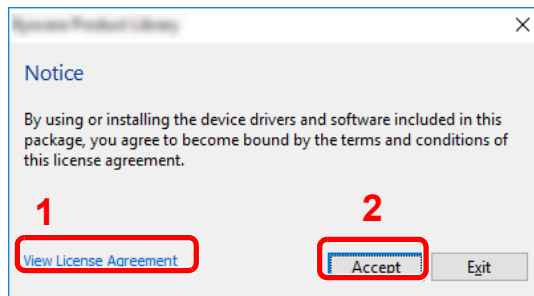 Notice
By using or installing the device drivers and software included in this
package, you agree to become bound by the terms and conditions of
this license agreement.
1
2
View License Agreement
Accept
Exit